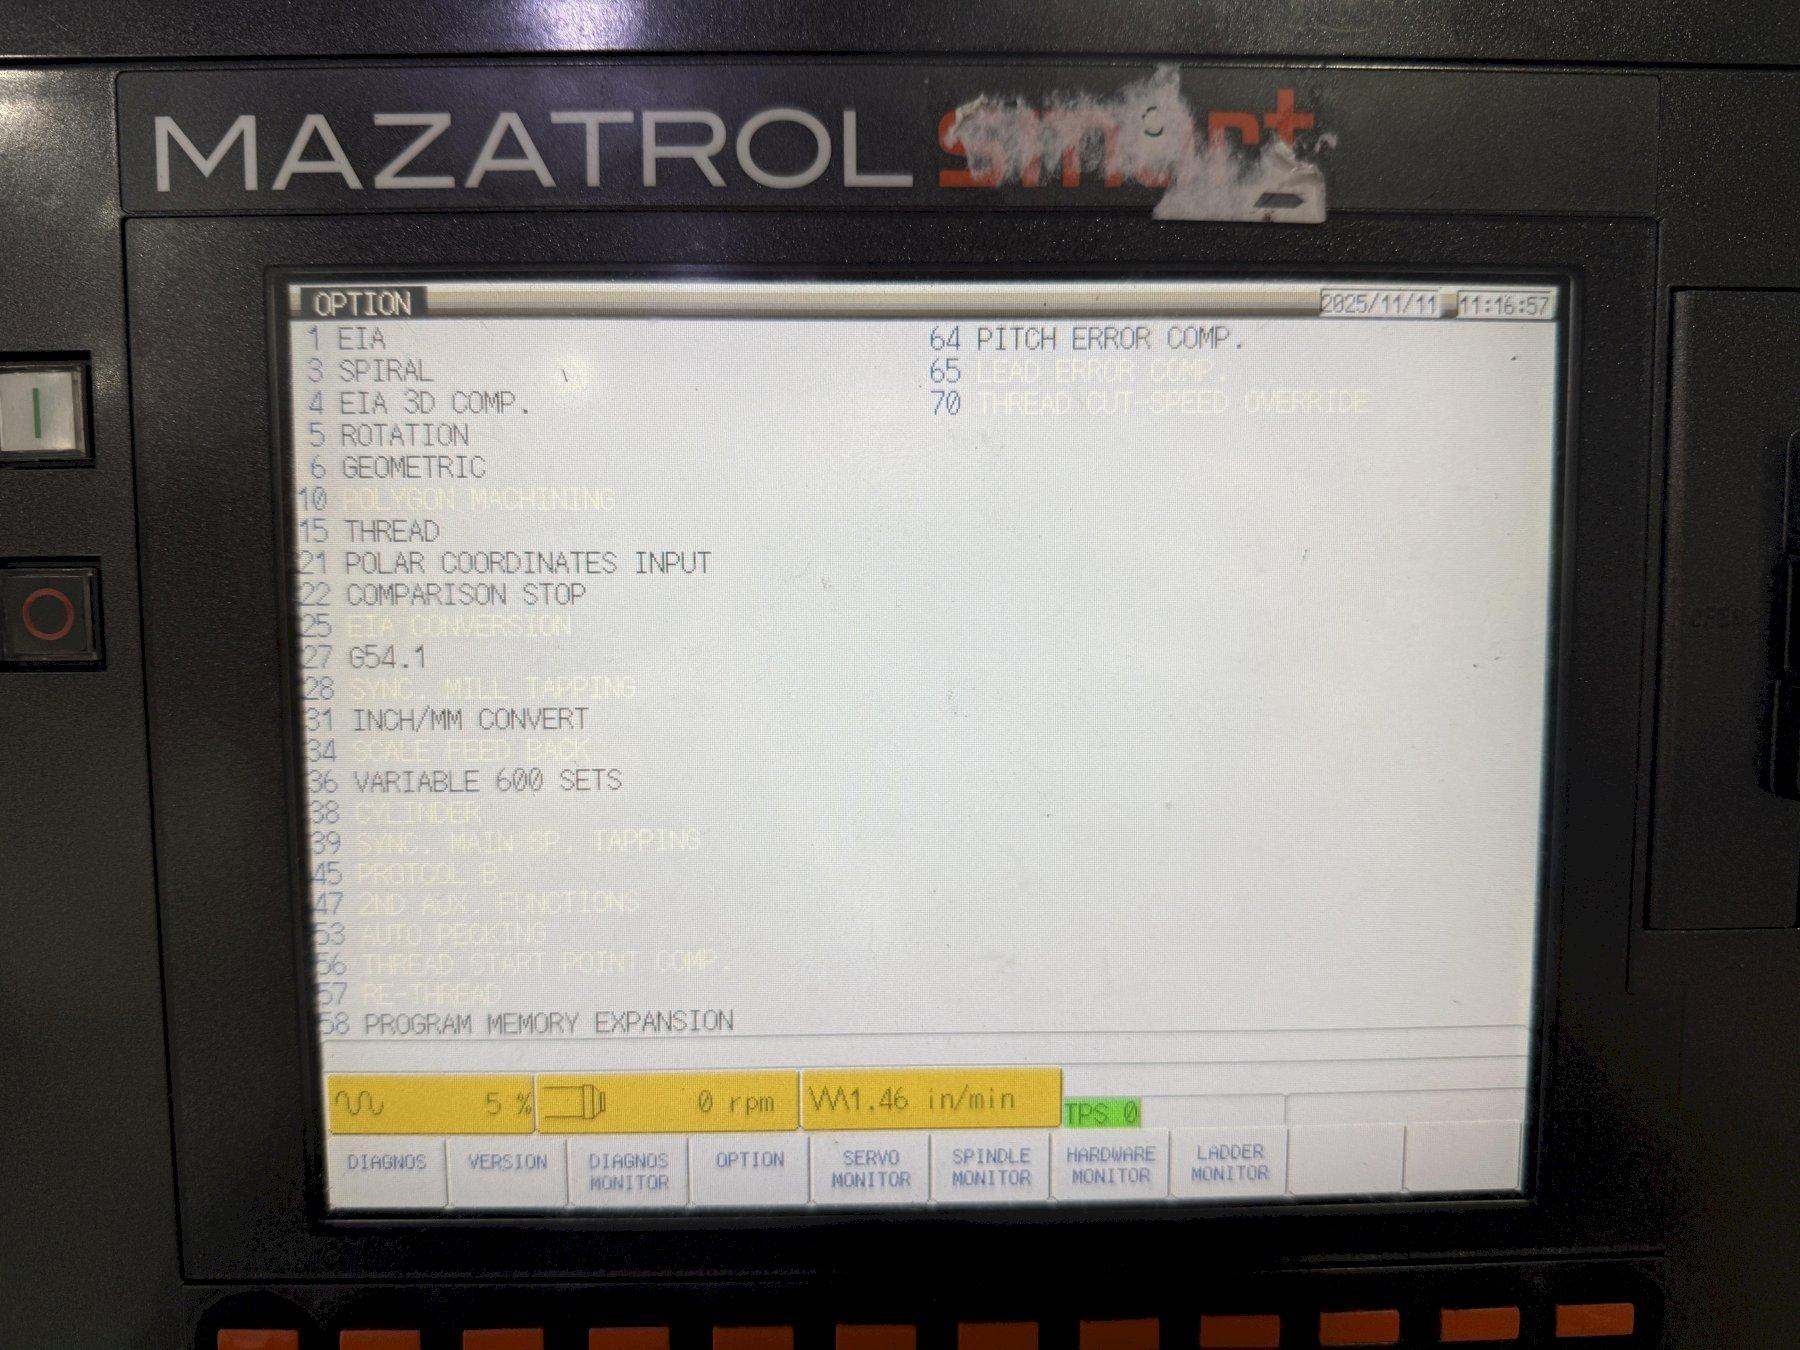 MAZATROL smart
OPTION
2025/11/11 11:16:57
1 EIA
3 SPIRAL
4 EIA 3D COMP.
5 ROTATION
6 GEOMETRIC
10 POLYGON MACHINING
15 THREAD
21 POLAR COORDINATES INPUT
22 COMPARISON STOP
25 EIA CONVERSION
27 G54.1
28 SYNC. MILL TAPPING
31 INCH/MM CONVERT
34 SCALE FEED BACK
36 VARIABLE 600 SETS
38 CYLINDER
39 SYNC. MAIN SP. TAPPING
45 PROTCOL B
47 2ND AUX. FUNCTIONS
53 AUTO PECKING
56 THREAD START POINT COMP.
57 RE-THREAD
58 PROGRAM MEMORY EXPANSION
64 PITCH ERROR COMP.
65 LEAD ERROR COMP.
70 THREAD CUT-SPEED OVERRIDE
5 % 0 rpm 1.46 in/min TPS 0
DIAGNOS
VERSION
DIAGNOS
MONITOR
OPTION
SERVO
MONITOR
SPINDLE
MONITOR
HARDWARE
MONITOR
LADDER
MONITOR
OPEN